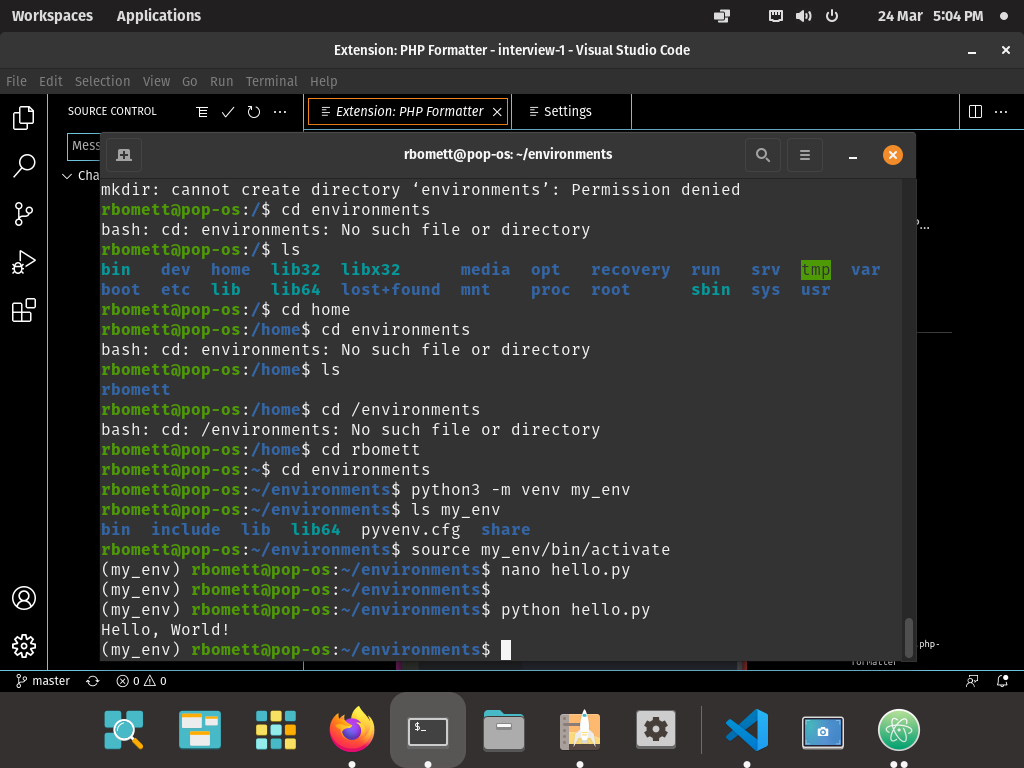 Workspaces Applications 24 Mar 5:04 PM
Extension: PHP Formatter - interview-1 - Visual Studio Code
File Edit Selection View Go Run Terminal Help
SOURCE CONTROL Extension: PHP Formatter Settings
Mess
Cha
rbomett@pop-os: ~/environments
mkdir: cannot create directory ‘environments’: Permission denied
rbomett@pop-os:/$ cd environments
bash: cd: environments: No such file or directory
rbomett@pop-os:/$ ls
bin dev home lib32 libx32 media opt recovery run srv tmp var
boot etc lib lib64 lost+found mnt proc root sbin sys usr
rbomett@pop-os:/$ cd home
rbomett@pop-os:/home$ cd environments
bash: cd: environments: No such file or directory
rbomett@pop-os:/home$ ls
rbomett
rbomett@pop-os:/home$ cd /environments
bash: cd: /environments: No such file or directory
rbomett@pop-os:/home$ cd rbomett
rbomett@pop-os:~$ cd environments
rbomett@pop-os:~/environments$ python3 -m venv my_env
rbomett@pop-os:~/environments$ ls my_env
bin include lib lib64 pyvenv.cfg share
rbomett@pop-os:~/environments$ source my_env/bin/activate
(my_env) rbomett@pop-os:~/environments$ nano hello.py
(my_env) rbomett@pop-os:~/environments$
(my_env) rbomett@pop-os:~/environments$ python hello.py
Hello, World!
(my_env) rbomett@pop-os:~/environments$
php-
master 0 0
$_